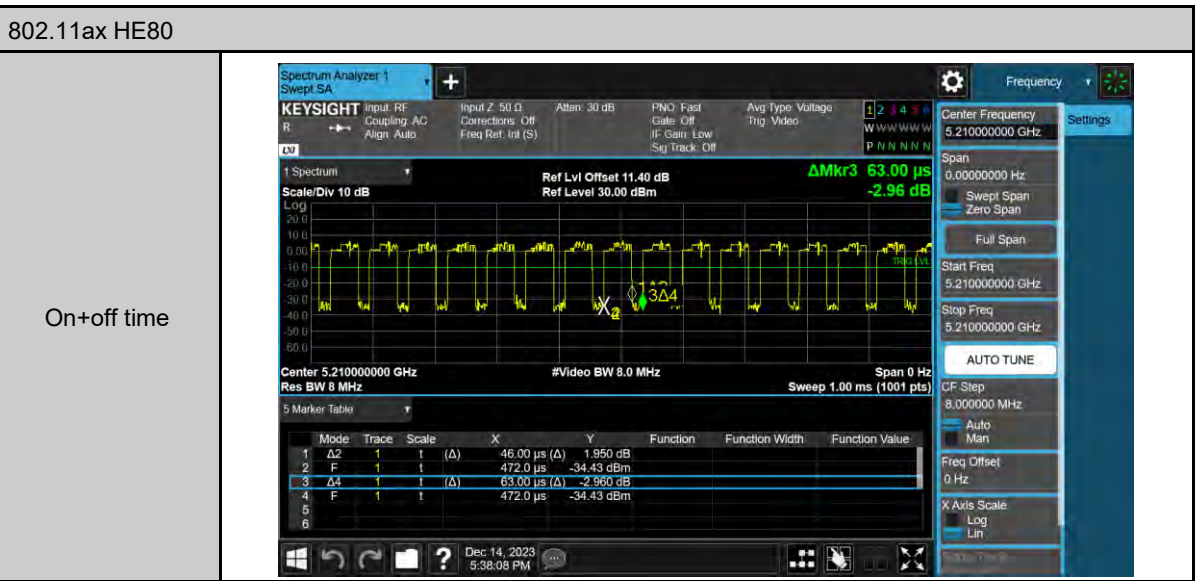 802.11ax HE80
On+off time
Spectrum Analyzer 1
Swept SA
+
Frequency
KEYSIGHT
R
LXI
Input: RF
Coupling: AC
Align: Auto
Input Z: 50 Ω
Corrections: Off
Freq Ref: Int (S)
Atten: 30 dB
PNO: Fast
Gate: Off
IF Gain: Low
Sig Track: Off
Avg Type: Voltage
Trig: Video
1 2 3 4 5 6
W W W W W W
P N N N N N
1 Spectrum
Scale/Div 10 dB
Log
Ref Lvl Offset 11.40 dB
Ref Level 30.00 dBm
ΔMkr3 63.00 µs
-2.96 dB
20.0
10.0
0.00
-10.0
-20.0
-30.0
-40.0
-50.0
-60.0
TRIG LVL
3Δ4
X2
Center 5.210000000 GHz
Res BW 8 MHz
#Video BW 8.0 MHz
Span 0 Hz
Sweep 1.00 ms (1001 pts)
5 Marker Table
Mode Trace Scale X Y Function Function Width Function Value
1 Δ2 1 t (Δ) 46.00 µs (Δ) 1.950 dB
2 F 1 t 472.0 µs -34.43 dBm
3 Δ4 1 t (Δ) 63.00 µs (Δ) -2.960 dB
4 F 1 t 472.0 µs -34.43 dBm
5
6
?
Dec 14, 2023
5:38:08 PM
Center Frequency
5.210000000 GHz
Settings
Span
0.00000000 Hz
Swept Span
Zero Span
Full Span
Start Freq
5.210000000 GHz
Stop Freq
5.210000000 GHz
AUTO TUNE
CF Step
8.000000 MHz
Auto
Man
Freq Offset
0 Hz
X Axis Scale
Log
Lin